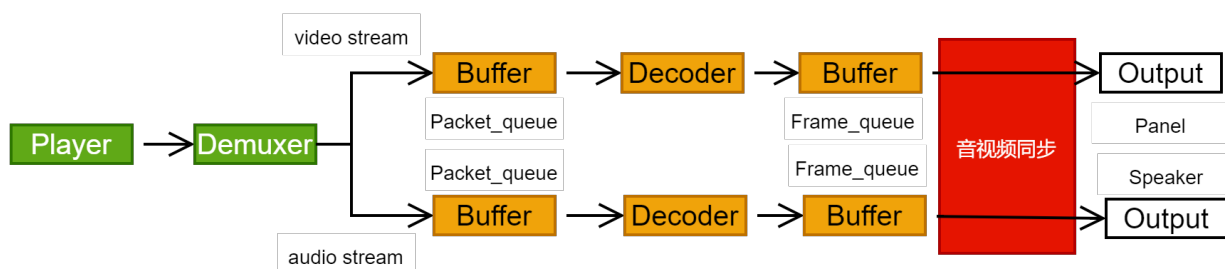 video stream
Buffer
Decoder
Buffer
Output
Packet_queue
Frame_queue
Panel
Player
Demuxer
音视频同步
Packet_queue
Frame_queue
Speaker
Buffer
Decoder
Buffer
Output
audio stream